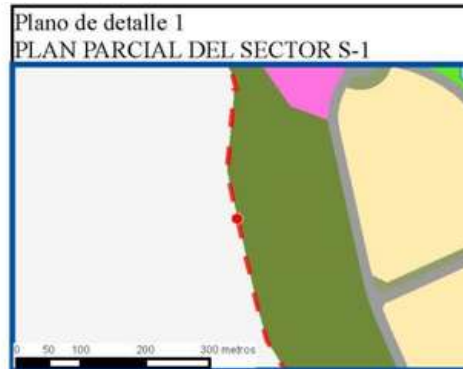 Plano de detalle 1
PLAN PARCIAL DEL SECTOR S-1
0 50 100 200 300 metros